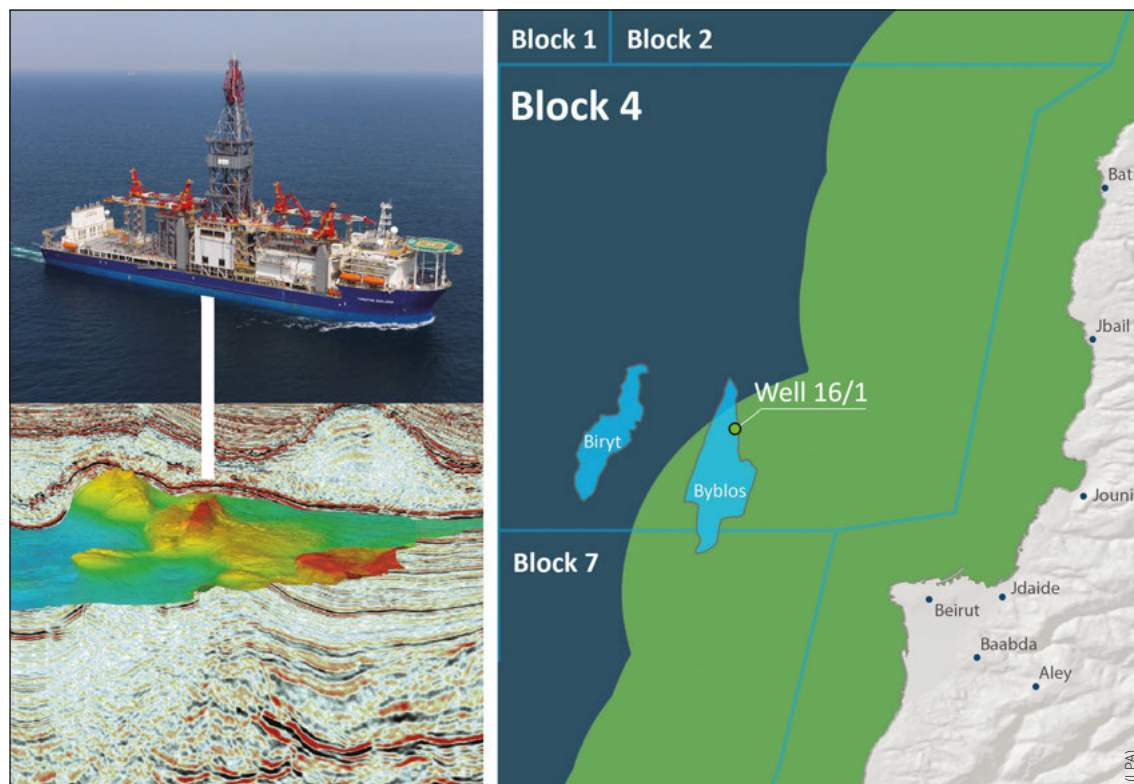 Block 1
Block 2
Block 4
Bat
Jbail
Well 16/1
Biryt
Byblos
Jouni
Block 7
Jdaide
Beirut
Baabda
Aley
(LPA)